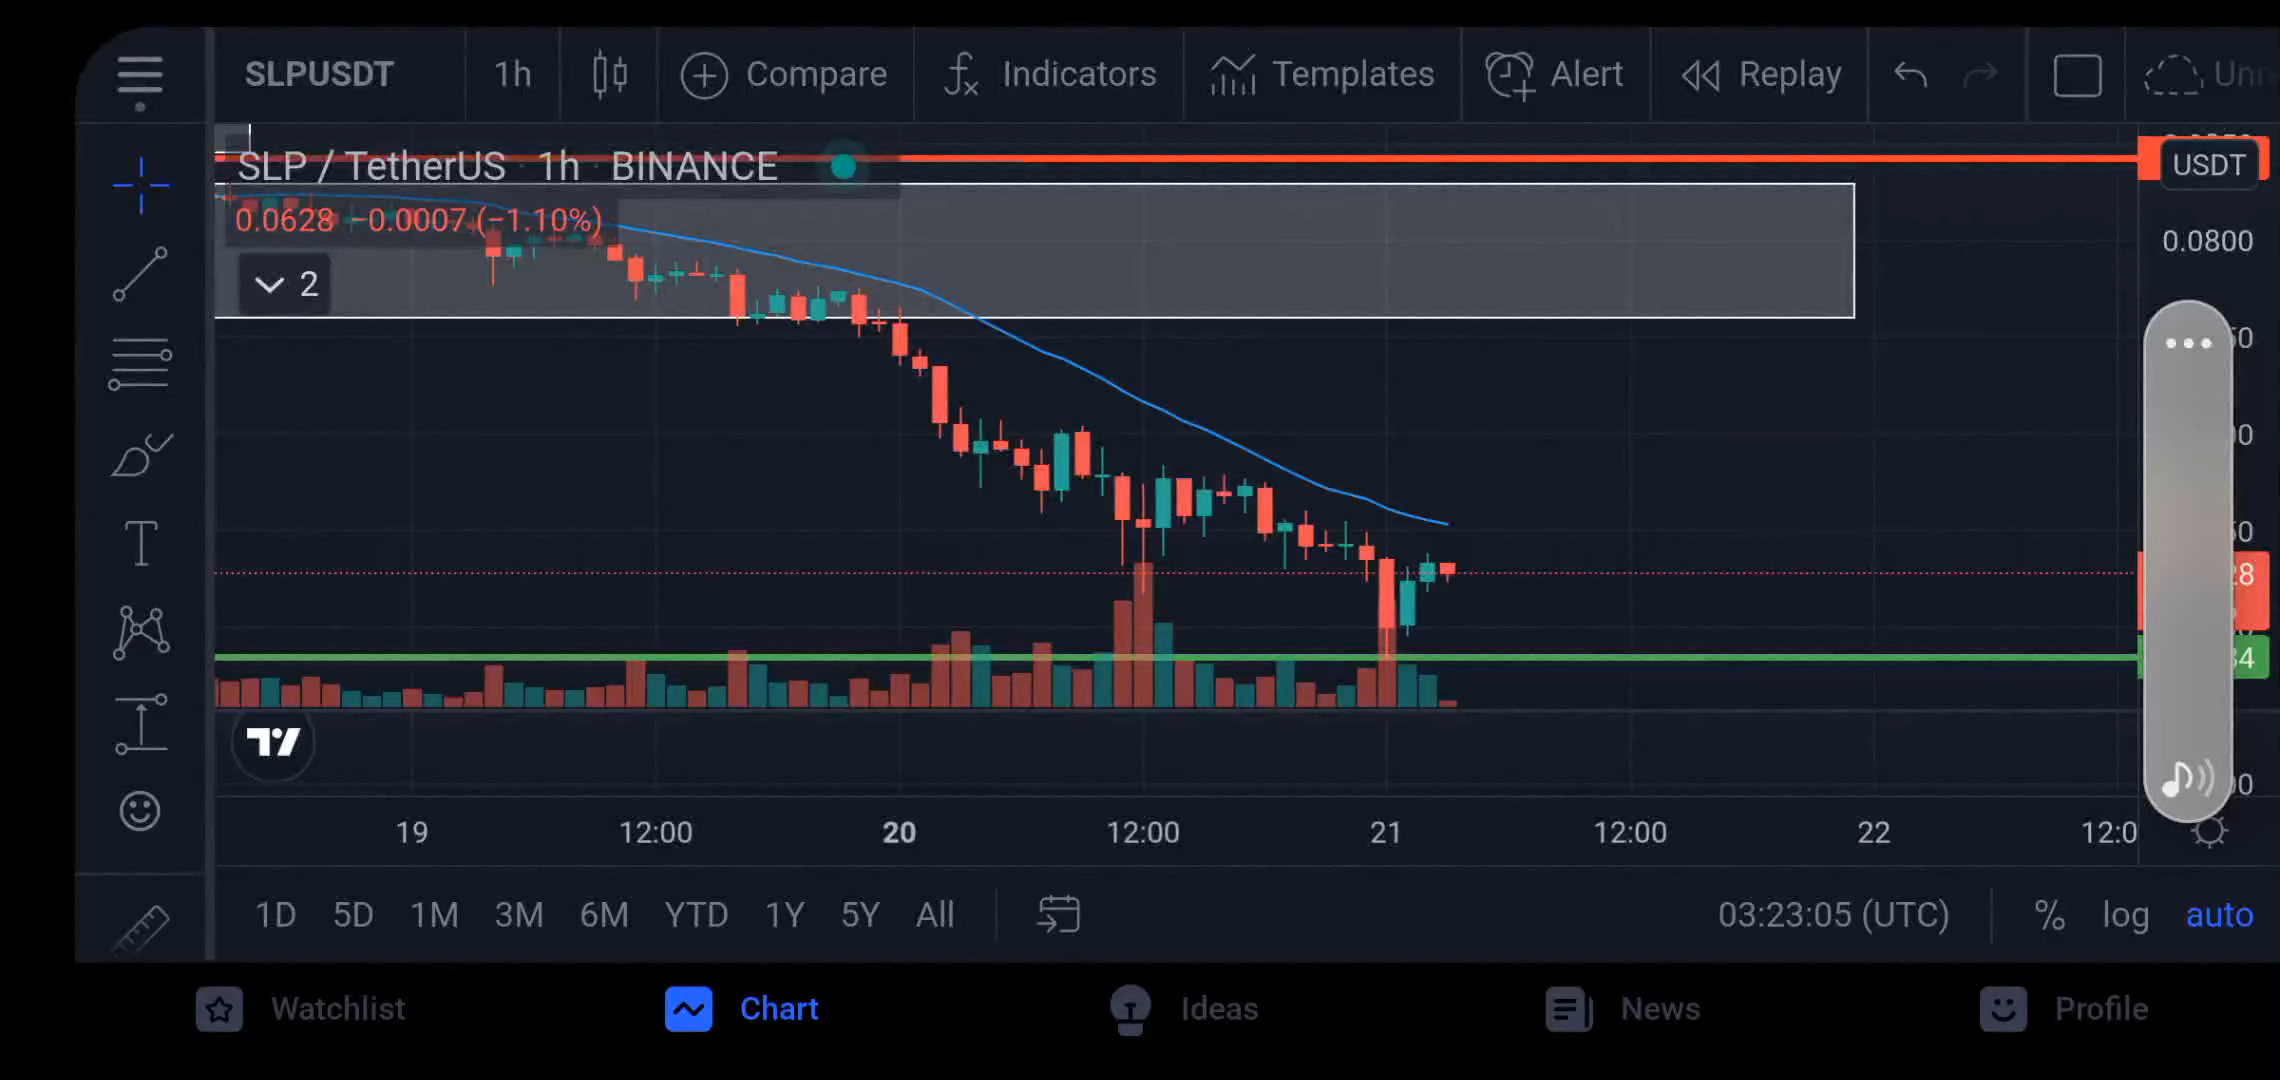 SLPUSDT 1h Compare Indicators Templates Alert Replay
SLP / TetherUS · 1h · BINANCE
USDT
0.0628 −0.0007 (−1.10%)
0.0800
2
T
19 12:00 20 12:00 21 12:00 22 12:0
1D 5D 1M 3M 6M YTD 1Y 5Y All 03:23:05 (UTC) % log auto
Watchlist Chart Ideas News Profile